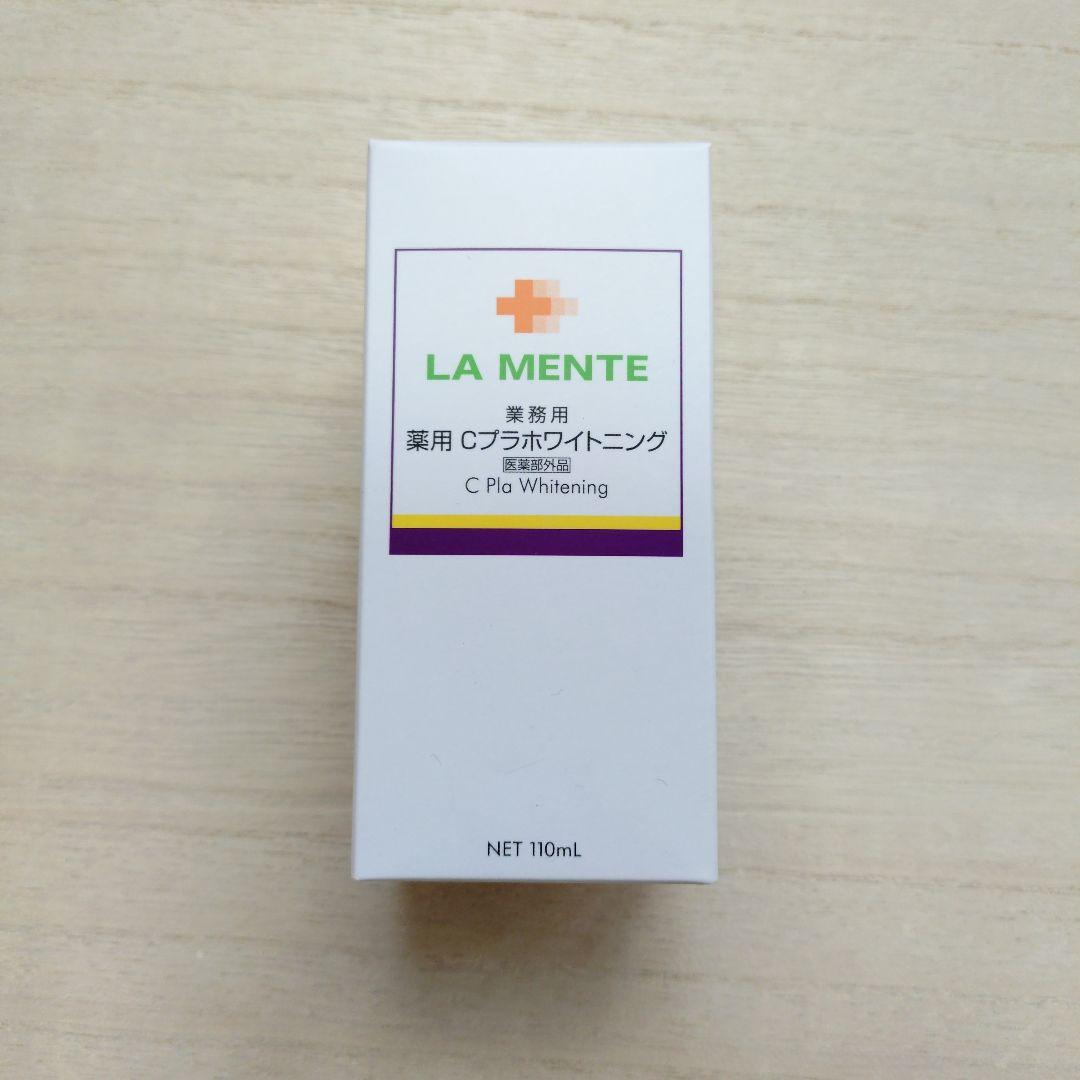 LA MENTE
業務用
薬用 Cプラホワイトニング
医薬部外品
C Pla Whitening
NET 110mL